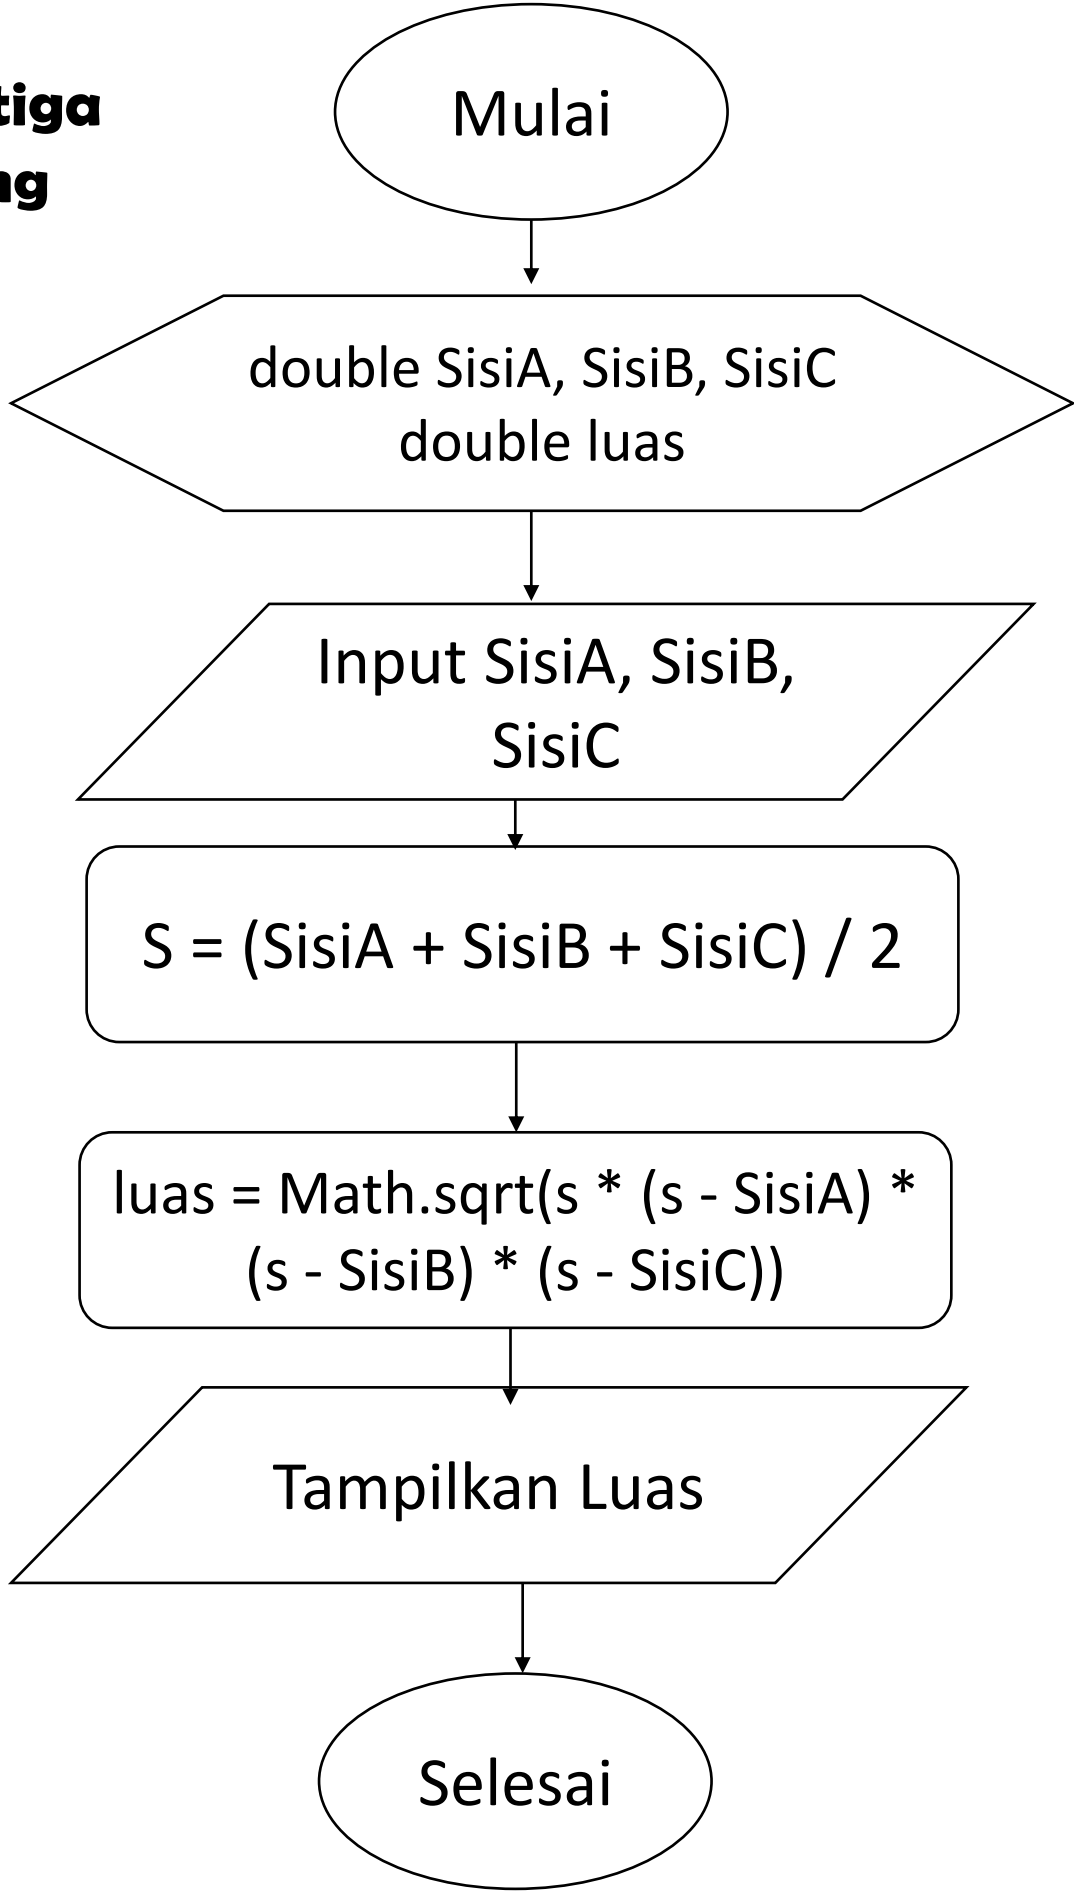 tiga
ng
Mulai
double SisiA, SisiB, SisiC
double luas
Input SisiA, SisiB,
SisiC
S = (SisiA + SisiB + SisiC) / 2
luas = Math.sqrt(s * (s - SisiA) *
(s - SisiB) * (s - SisiC))
Tampilkan Luas
Selesai